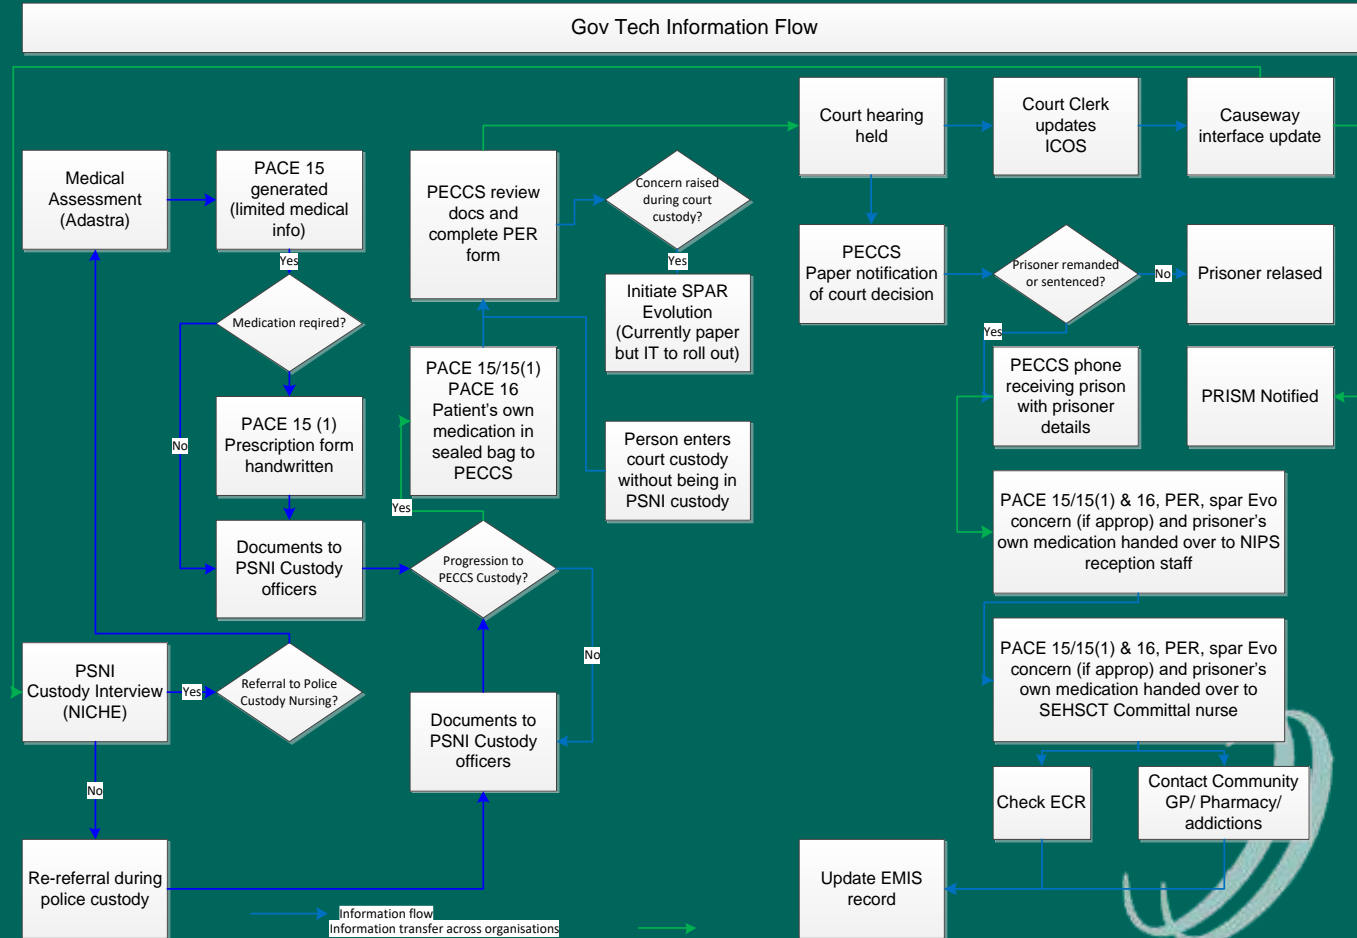 Gov Tech Information Flow
Medical
Assessment
(Adastra)
PACE 15
generated
(limited medical
info)
Yes
Medication reqired?
No
PACE 15 (1)
Prescription form
handwritten
Documents to
PSNI Custody
officers
PSNI
Custody Interview
(NICHE)
Yes
Referral to Police
Custody Nursing?
No
Re-referral during
police custody
PECCS review
docs and
complete PER
form
Concern raised
during court
custody?
Yes
Initiate SPAR
Evolution
(Currently paper
but IT to roll out)
PACE 15/15(1)
PACE 16
Patient's own
medication in
sealed bag to
PECCS
Person enters
court custody
without being in
PSNI custody
Yes
Progression to
PECCS Custody?
No
Documents to
PSNI Custody
officers
Court hearing
held
Court Clerk
updates
ICOS
Causeway
interface update
PECCS
Paper notification
of court decision
Prisoner remanded
or sentenced?
No
Prisoner relased
Yes
PECCS phone
receiving prison
with prisoner
details
PRISM Notified
PACE 15/15(1) & 16, PER, spar Evo
concern (if approp) and prisoner's
own medication handed over to NIPS
reception staff
PACE 15/15(1) & 16, PER, spar Evo
concern (if approp) and prisoner's
own medication handed over to
SEHSCT Committal nurse
Check ECR
Contact Community
GP/ Pharmacy/
addictions
Update EMIS
record
Information flow
Information transfer across organisations